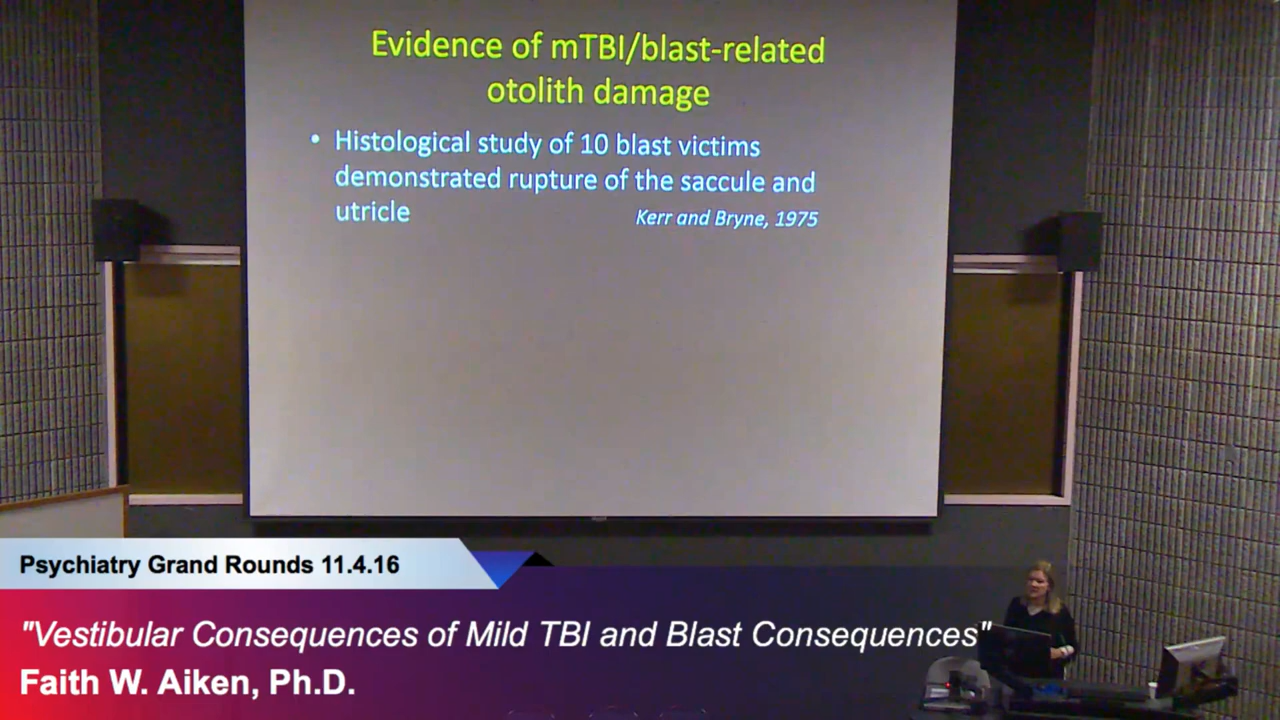 Evidence of mTBI/blast-related
otolith damage
• Histological study of 10 blast victims
demonstrated rupture of the saccule and
utricle
Kerr and Bryne, 1975
Psychiatry Grand Rounds 11.4.16
"Vestibular Consequences of Mild TBI and Blast Consequences"
Faith W. Aiken, Ph.D.